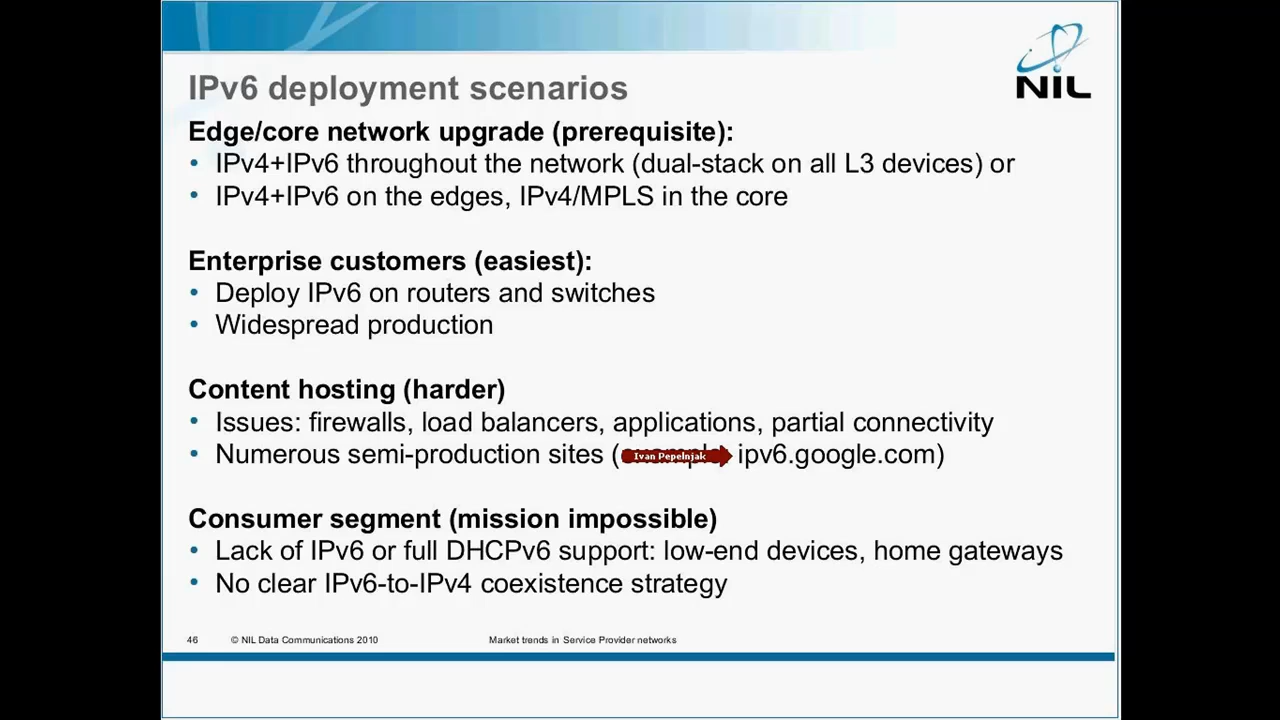 NIL
IPv6 deployment scenarios
Edge/core network upgrade (prerequisite):
• IPv4+IPv6 throughout the network (dual-stack on all L3 devices) or
• IPv4+IPv6 on the edges, IPv4/MPLS in the core
Enterprise customers (easiest):
• Deploy IPv6 on routers and switches
• Widespread production
Content hosting (harder)
• Issues: firewalls, load balancers, applications, partial connectivity
• Numerous semi-production sites ( Ivan Pepelnjak ipv6.google.com)
Consumer segment (mission impossible)
• Lack of IPv6 or full DHCPv6 support: low-end devices, home gateways
• No clear IPv6-to-IPv4 coexistence strategy
46 © NIL Data Communications 2010 Market trends in Service Provider networks